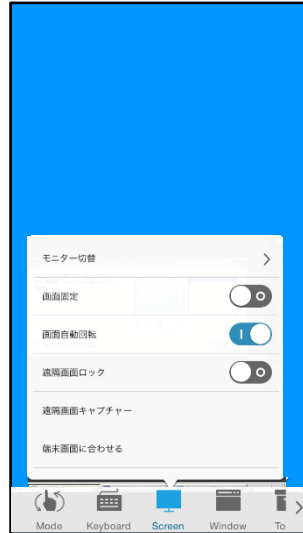 モニター切替
画面固定
画面自動回転
遠隔画面ロック
遠隔画面キャプチャー
端末画面に合わせる
Mode Keyboard Screen Window To